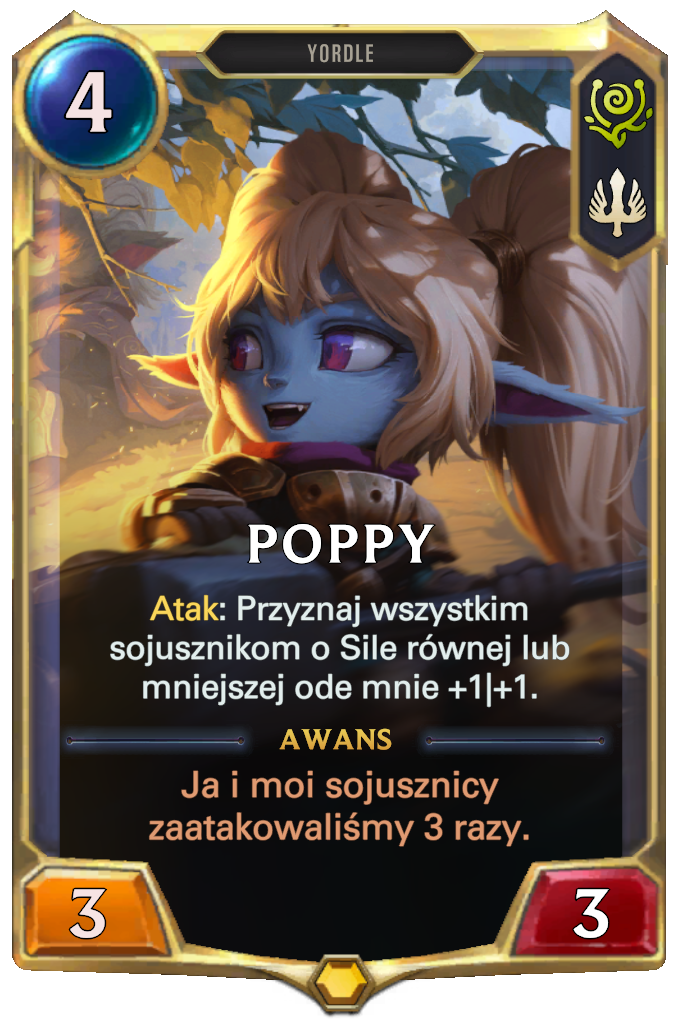 YORDLE
4
POPPY
Atak: Przyznaj wszystkim
sojusznikom o Sile równej lub
mniejszej ode mnie +1|+1.
AWANS
Ja i moi sojusznicy
zaatakowaliśmy 3 razy.
3
3